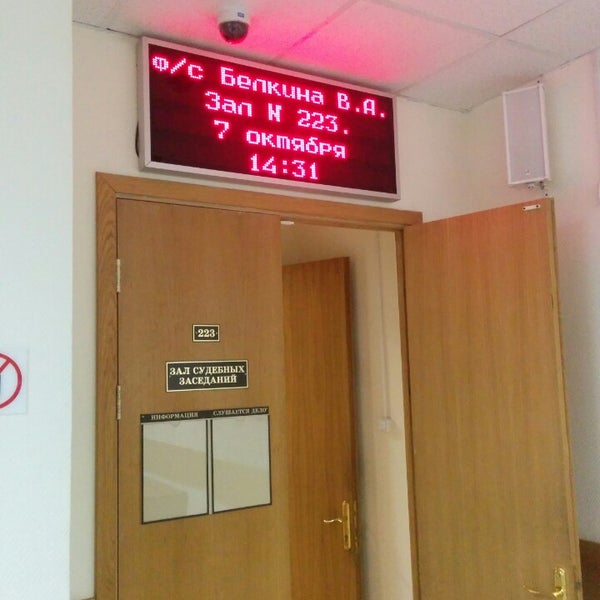 ф/с Белкина В.А.
Зал N 223.
7 октября
14:31
223
ЗАЛ СУДЕБНЫХ
ЗАСЕДАНИЙ
ИНФОРМАЦИЯ СЛУШАЕТСЯ ДЕЛО